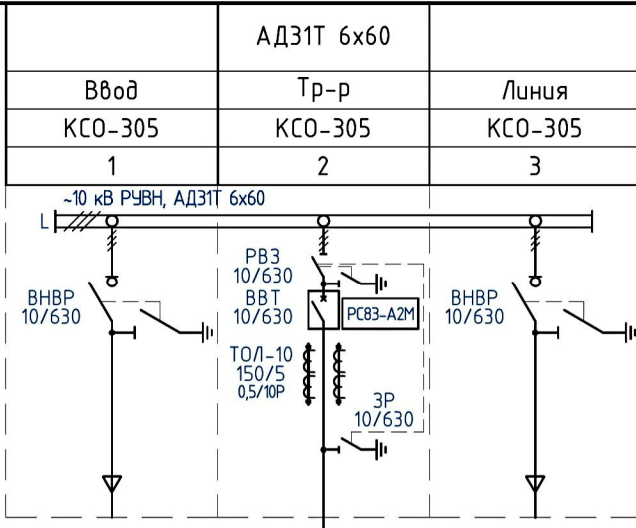 АД31Т 6х60
Ввод
Тр-р
Линия
КСО-305
КСО-305
КСО-305
1
2
3
~10 кВ РУВН, АД31Т 6х60
L
ВНВР
10/630
РВЗ
10/630
ВВТ
10/630
РС83-А2М
ТОЛ-10
150/5
0,5/10Р
ЗР
10/630
ВНВР
10/630